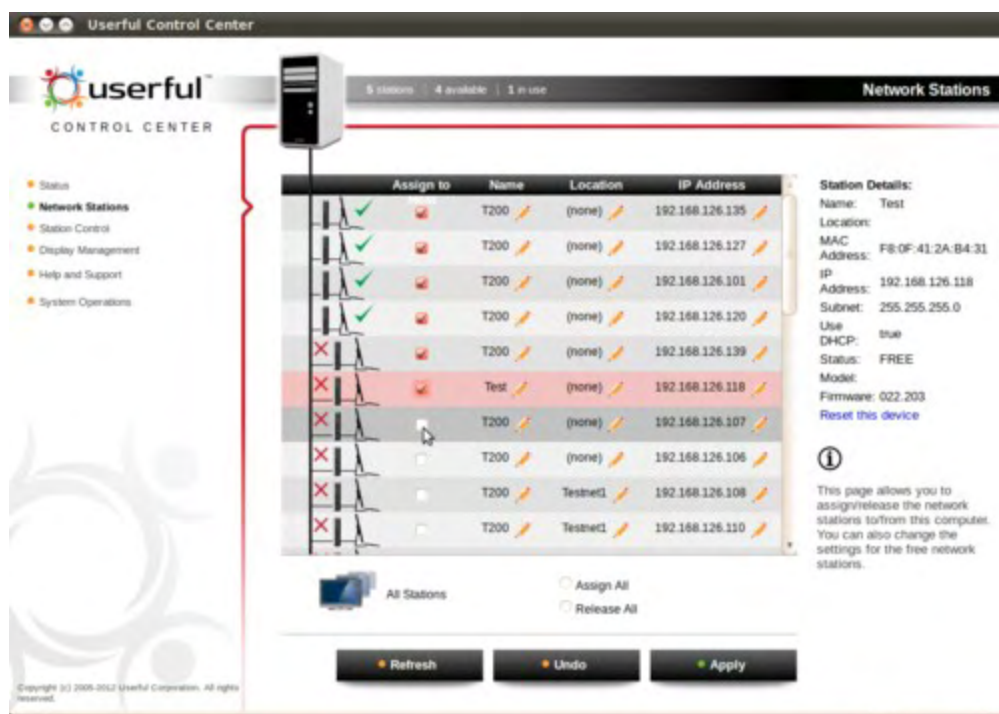 Userful Control Center
userful™
CONTROL CENTER
5 stations | 4 available | 1 in use
Network Stations
Status
Network Stations
Station Control
Display Management
Help and Support
System Operations
Assign to Name Location IP Address
T200 (none) 192.168.126.135
T200 (none) 192.168.126.127
T200 (none) 192.168.126.101
T200 (none) 192.168.126.120
T200 (none) 192.168.126.139
Test (none) 192.168.126.118
T200 (none) 192.168.126.107
T200 (none) 192.168.126.106
T200 Testnet1 192.168.126.108
T200 Testnet1 192.168.126.110
Station Details:
Name: Test
Location:
MAC Address: F8:0F:41:2A:B4:31
IP Address: 192.168.126.118
Subnet: 255.255.255.0
Use DHCP: true
Status: FREE
Model:
Firmware: 022.203
Reset this device
This page allows you to
assign/release the network
stations to/from this computer.
You can also change the
settings for the free network
stations.
All Stations
Assign All
Release All
Refresh
Undo
Apply
Copyright (c) 2005-2012 Userful Corporation. All rights
reserved.